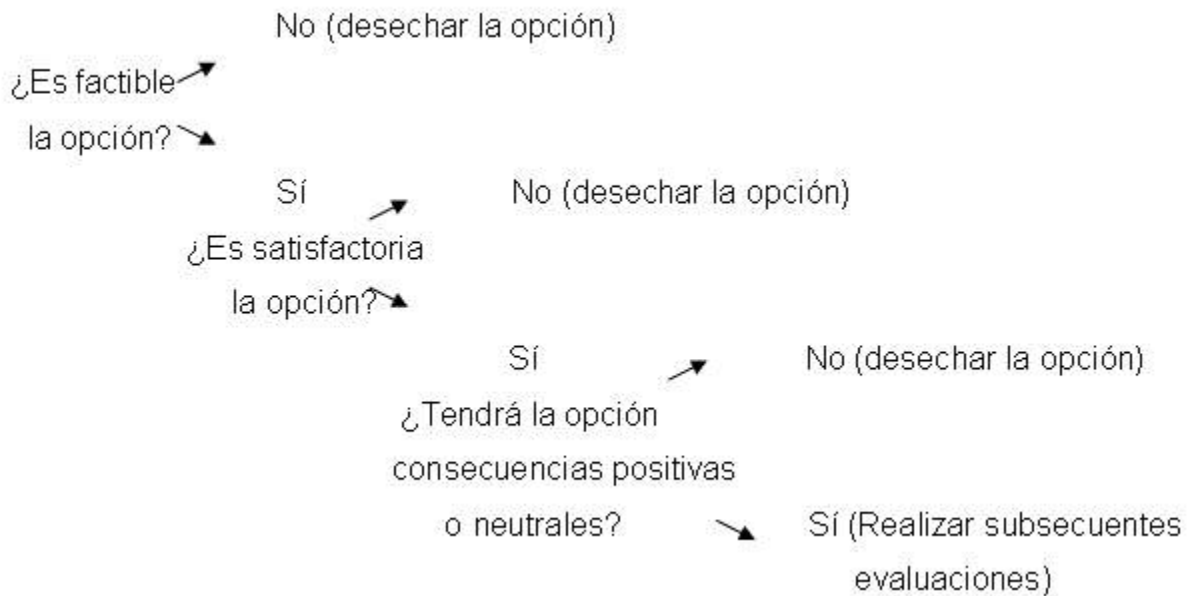 No (desechar la opción)
¿Es factible
la opción?
Sí
No (desechar la opción)
¿Es satisfactoria
la opción?
Sí
No (desechar la opción)
¿Tendrá la opción
consecuencias positivas
o neutrales?
Sí (Realizar subsecuentes
evaluaciones)